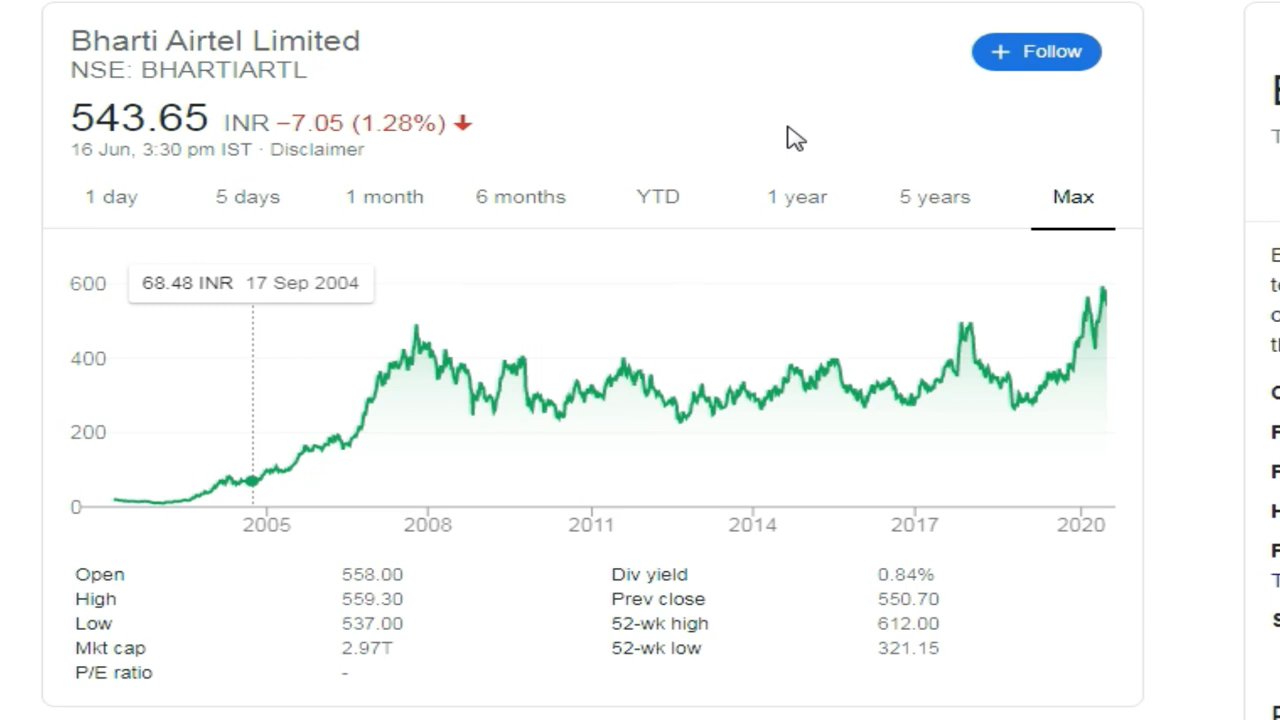 Bharti Airtel Limited
NSE: BHARTIARTL
+ Follow
543.65 INR −7.05 (1.28%)
16 Jun, 3:30 pm IST · Disclaimer
1 day 5 days 1 month 6 months YTD 1 year 5 years Max
68.48 INR 17 Sep 2004
600
400
200
0
2005 2008 2011 2014 2017 2020
Open 558.00 Div yield 0.84%
High 559.30 Prev close 550.70
Low 537.00 52-wk high 612.00
Mkt cap 2.97T 52-wk low 321.15
P/E ratio -